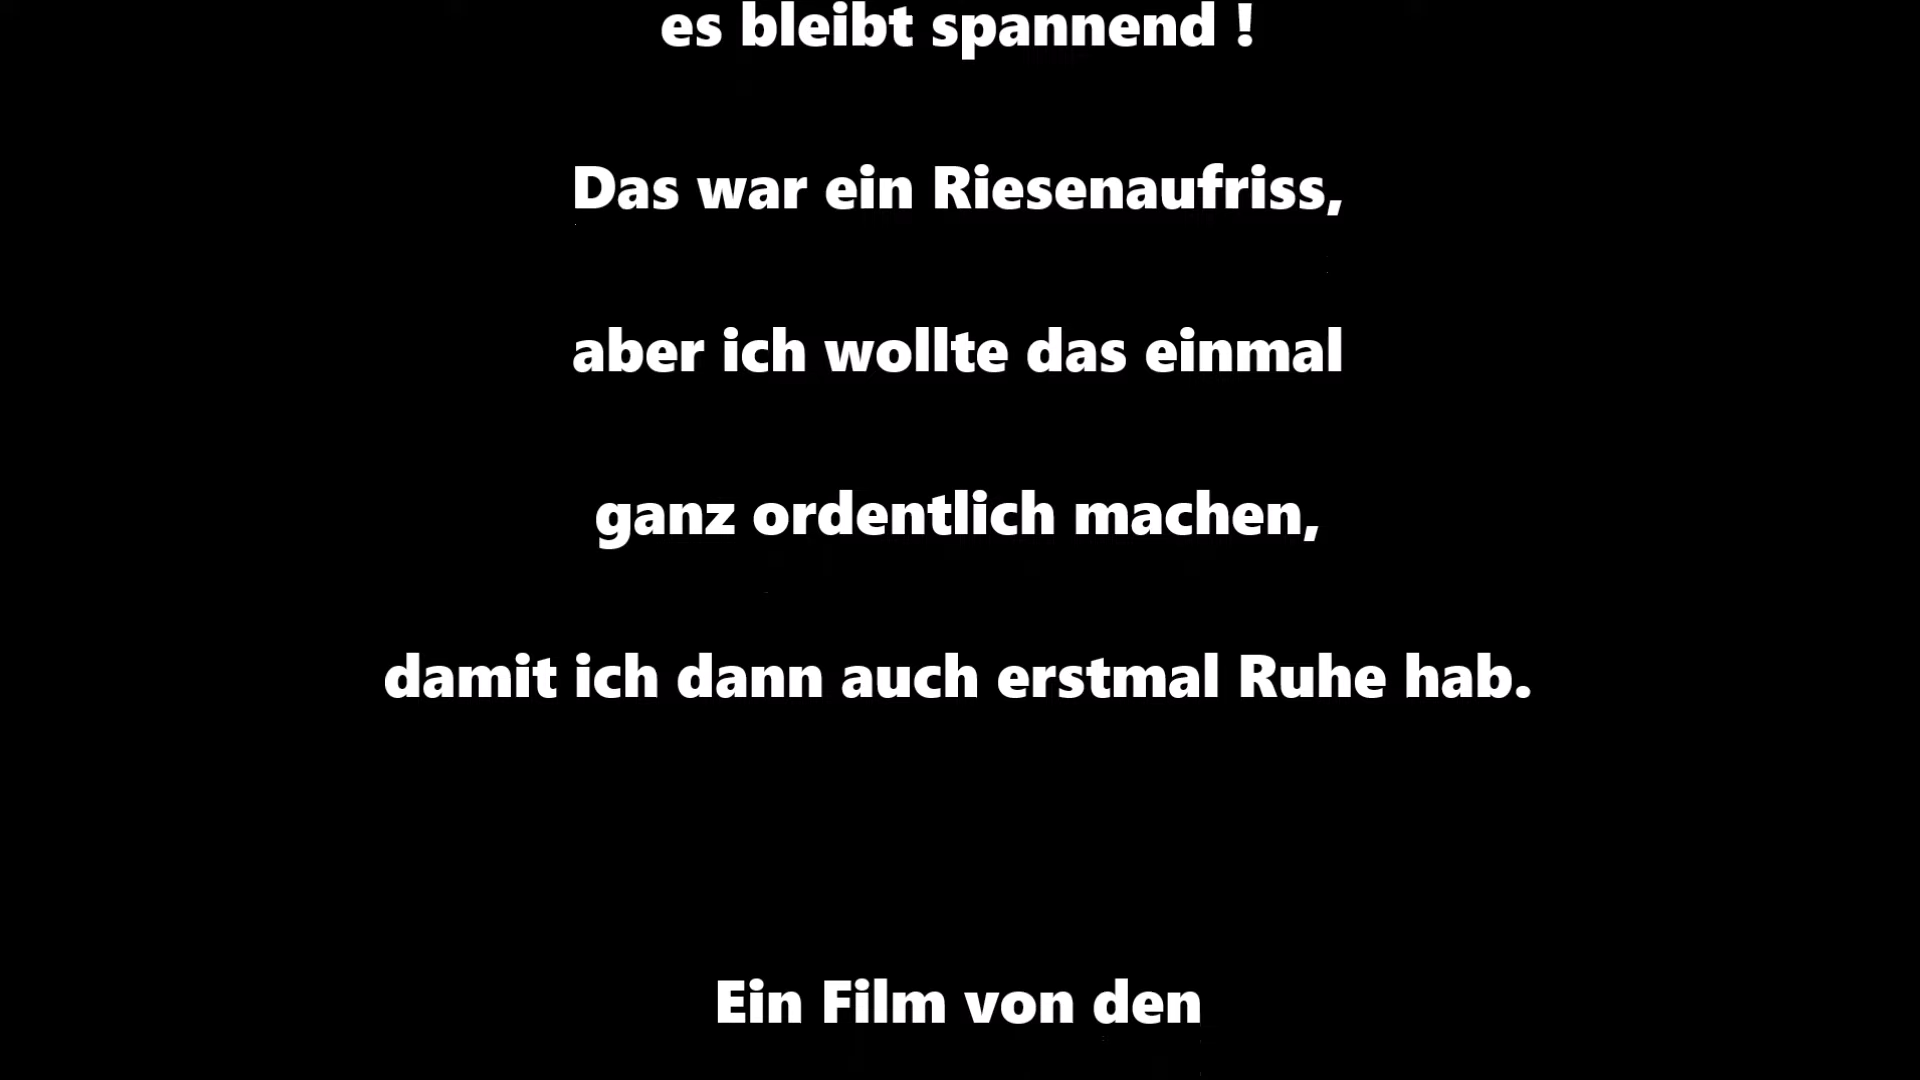 es bleibt spannend !
Das war ein Riesenaufriss,
aber ich wollte das einmal
ganz ordentlich machen,
damit ich dann auch erstmal Ruhe hab.
Ein Film von den